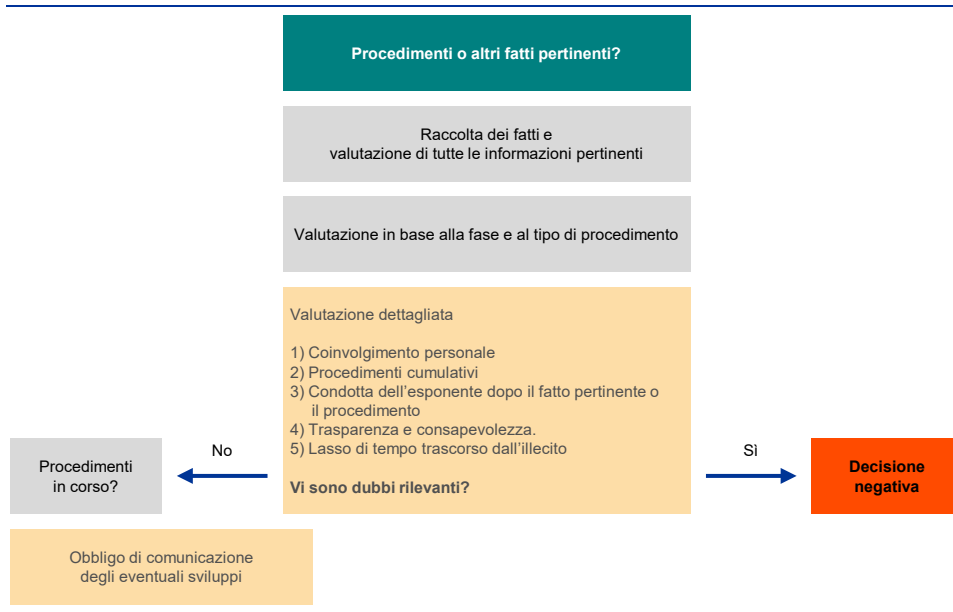 Procedimenti o altri fatti pertinenti?
Raccolta dei fatti e
valutazione di tutte le informazioni pertinenti
Valutazione in base alla fase e al tipo di procedimento
Valutazione dettagliata
1) Coinvolgimento personale
2) Procedimenti cumulativi
3) Condotta dell'esponente dopo il fatto pertinente o
il procedimento
4) Trasparenza e consapevolezza.
5) Lasso di tempo trascorso dall'illecito
Vi sono dubbi rilevanti?
No
Procedimenti
in corso?
Sì
Decisione
negativa
Obbligo di comunicazione
degli eventuali sviluppi